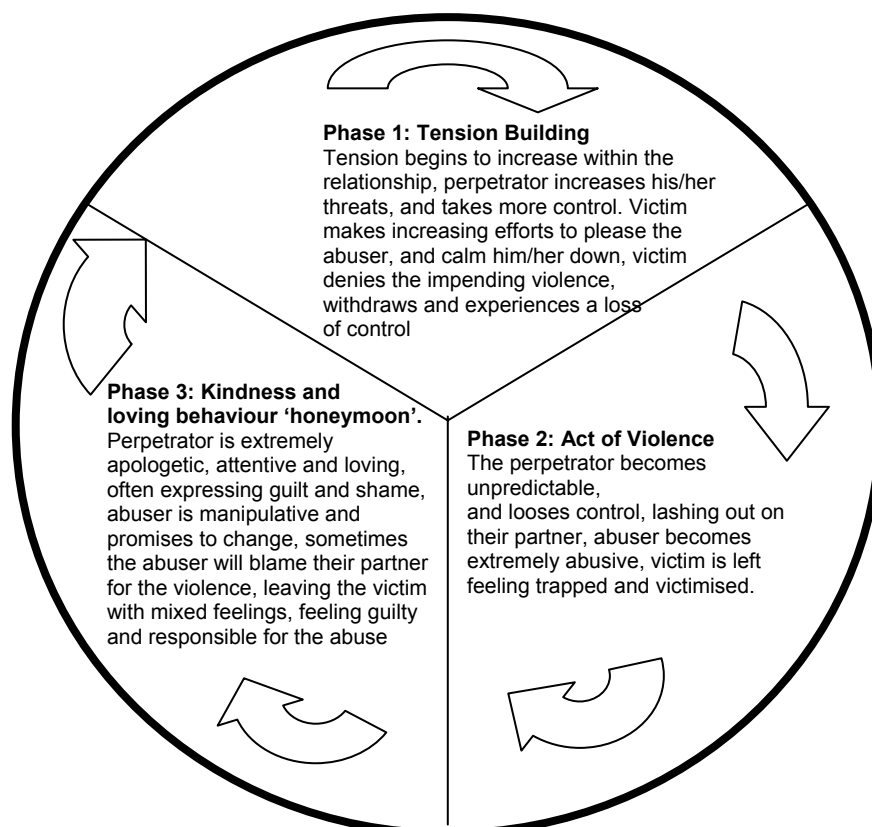 Phase 1: Tension Building
Tension begins to increase within the
relationship, perpetrator increases his/her
threats, and takes more control. Victim
makes increasing efforts to please the
abuser, and calm him/her down, victim
denies the impending violence,
withdraws and experiences a loss
of control
Phase 2: Act of Violence
The perpetrator becomes
unpredictable,
and looses control, lashing out on
their partner, abuser becomes
extremely abusive, victim is left
feeling trapped and victimised.
Phase 3: Kindness and
loving behaviour ‘honeymoon’.
Perpetrator is extremely
apologetic, attentive and loving,
often expressing guilt and shame,
abuser is manipulative and
promises to change, sometimes
the abuser will blame their partner
for the violence, leaving the victim
with mixed feelings, feeling guilty
and responsible for the abuse